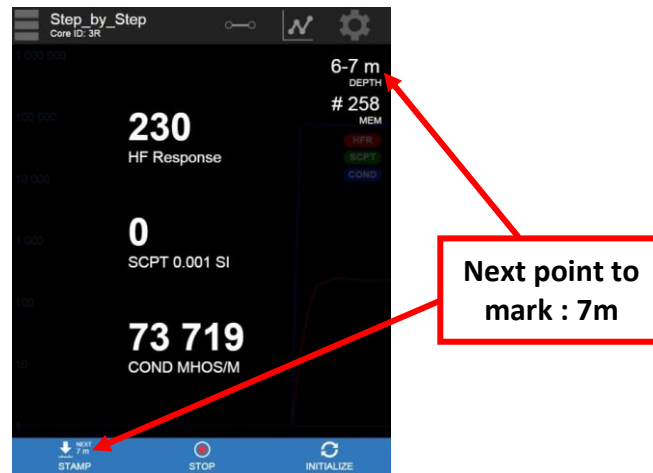 Step_by_Step
Core ID: 3R
1 000 000
6-7 m
DEPTH
# 258
MEM
100 000
230
HF Response
HFR
SCPT
COND
10 000
0
SCPT 0.001 SI
1 000
100
73 719
COND MHOS/M
10
1
Next point to
mark : 7m
NEXT
7 m
STAMP
STOP
INITIALIZE